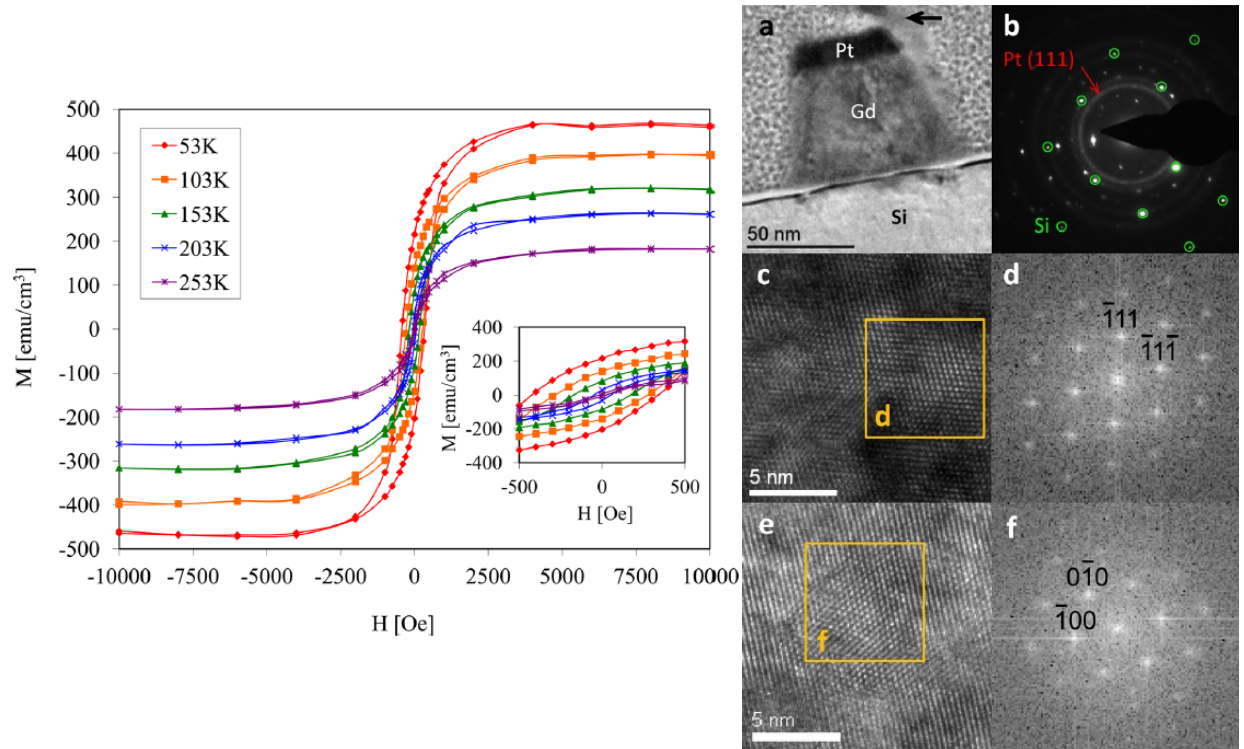 500
400
300
200
100
0
-100
-200
-300
-400
-500
M [emu/cm³]
53K
103K
153K
203K
253K
-10000 -7500 -5000 -2500 0 2500 5000 7500 10000
H [Oe]
400
200
0
-200
-400
M [emu/cm³]
-500 0 500
H [Oe]
a
Pt
Gd
Si
50 nm
b
Pt (111)
Si
c
d
5 nm
d
1̅11
1̅11̅
e
f
5 nm
f
01̅0
1̅00